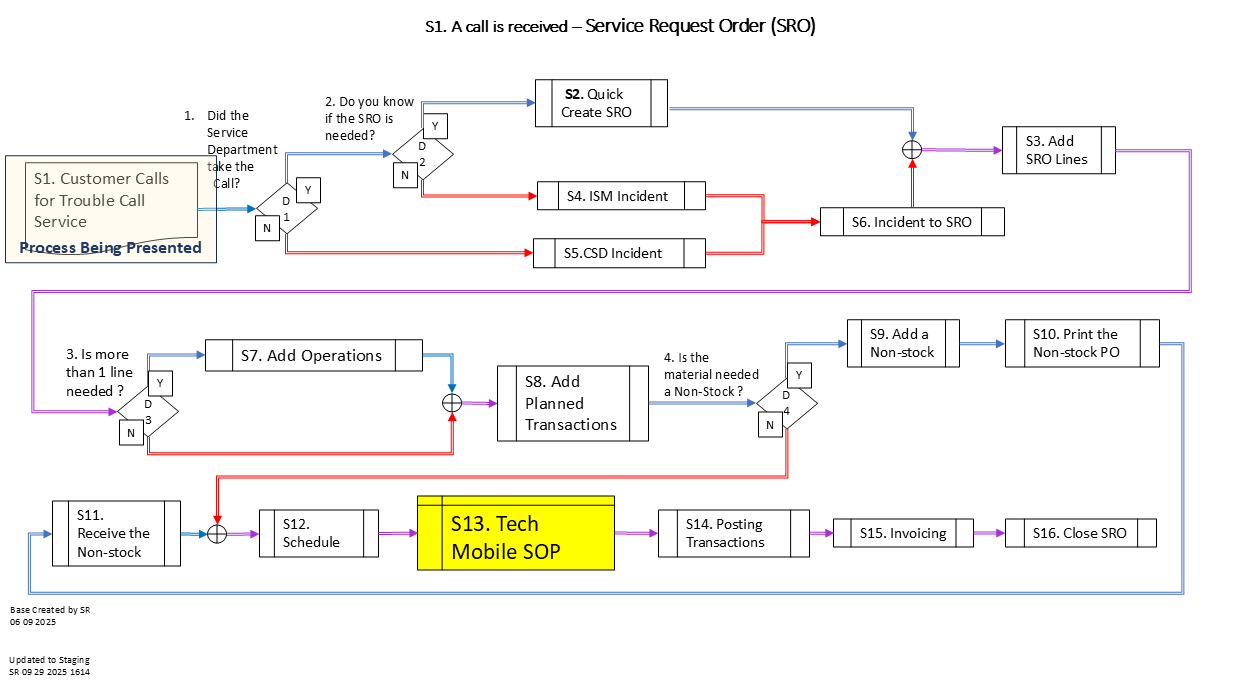 S1. A call is received – Service Request Order (SRO)
1. Did the
Service
Department
take the
Call?
2. Do you know
if the SRO is
needed?
S2. Quick
Create SRO
S3. Add
SRO Lines
S1. Customer Calls
for Trouble Call
Service
Process Being Presented
D
1
Y
N
D
2
Y
N
S4. ISM Incident
S5.CSD Incident
S6. Incident to SRO
3. Is more
than 1 line
needed ?
D
3
Y
N
S7. Add Operations
S8. Add
Planned
Transactions
4. Is the
material needed
a Non-Stock ?
D
4
Y
N
S9. Add a
Non-stock
S10. Print the
Non-stock PO
S11.
Receive the
Non-stock
S12.
Schedule
S13. Tech
Mobile SOP
S14. Posting
Transactions
S15. Invoicing
S16. Close SRO
Base Created by SR
06 09 2025
Updated to Staging
SR 09 29 2025 1614